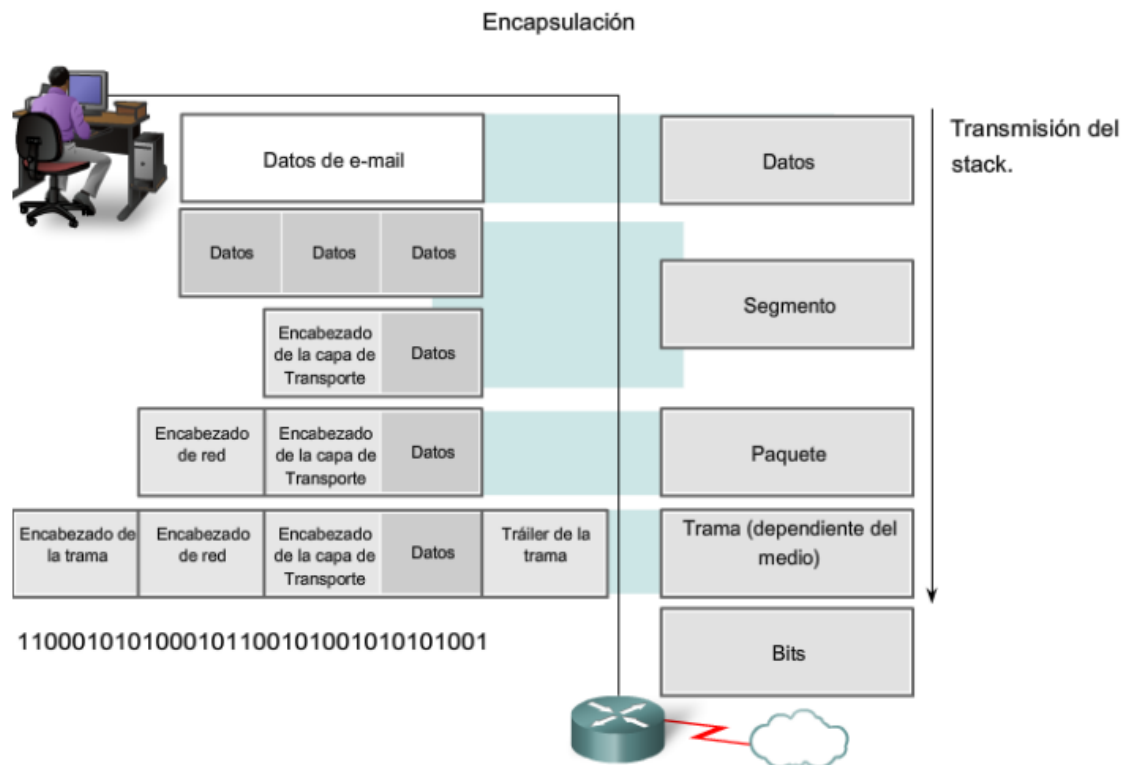 Encapsulación
Datos de e-mail
Datos
Transmisión del
stack.
Datos
Datos
Datos
Segmento
Encabezado
de la capa de
Transporte
Datos
Encabezado
de red
Encabezado
de la capa de
Transporte
Datos
Paquete
Encabezado de
la trama
Encabezado
de red
Encabezado
de la capa de
Transporte
Datos
Tráiler de la
trama
Trama (dependiente del
medio)
1100010101000101100101001010101001
Bits